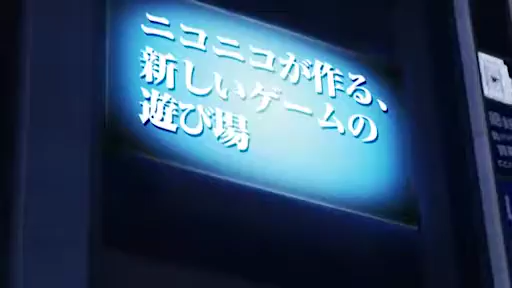 ニコニコが作る、
新しいゲームの
遊び場